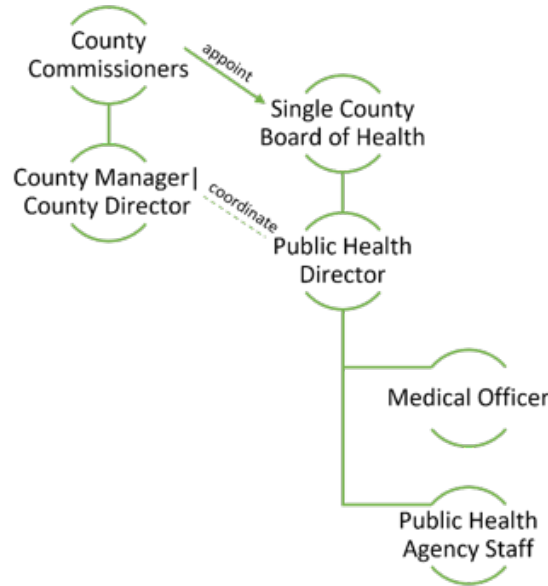 County
Commissioners
appoint
Single County
Board of Health
County Manager|
County Director
coordinate
Public Health
Director
Medical Officer
Public Health
Agency Staff